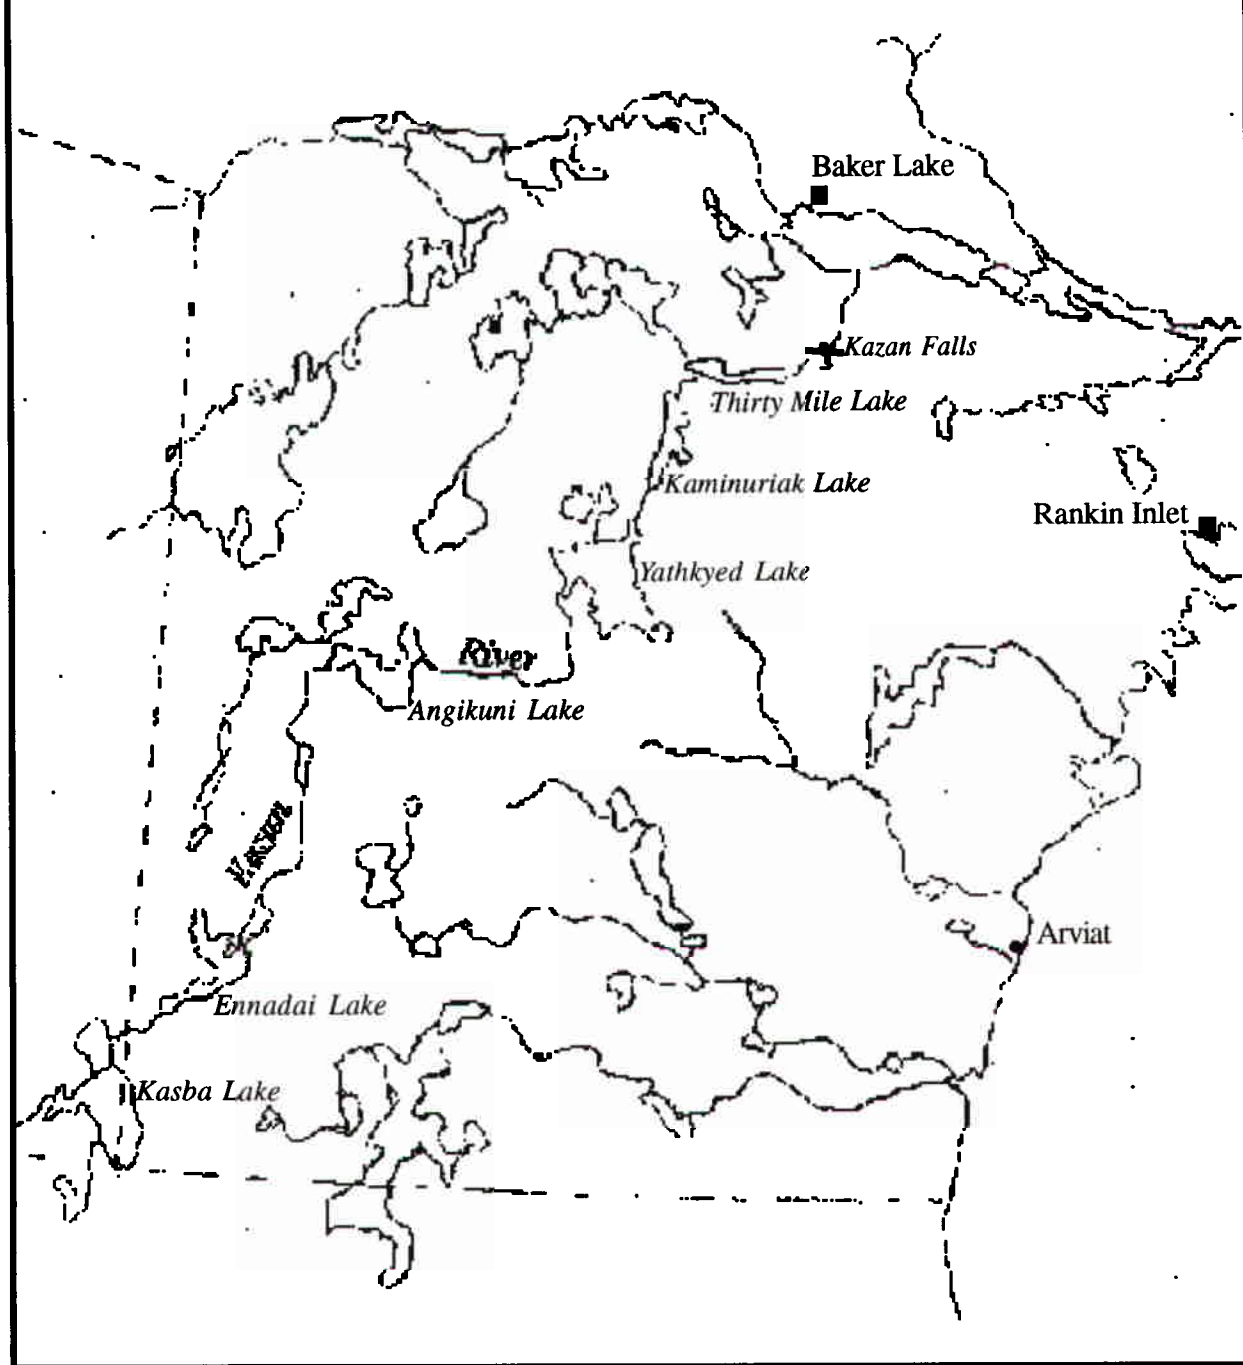 Baker Lake
Kazan Falls
Thirty Mile Lake
Kaminuriak Lake
Rankin Inlet
Yathkyed Lake
River
Angikuni Lake
Arviat
Ennadai Lake
Kasba Lake